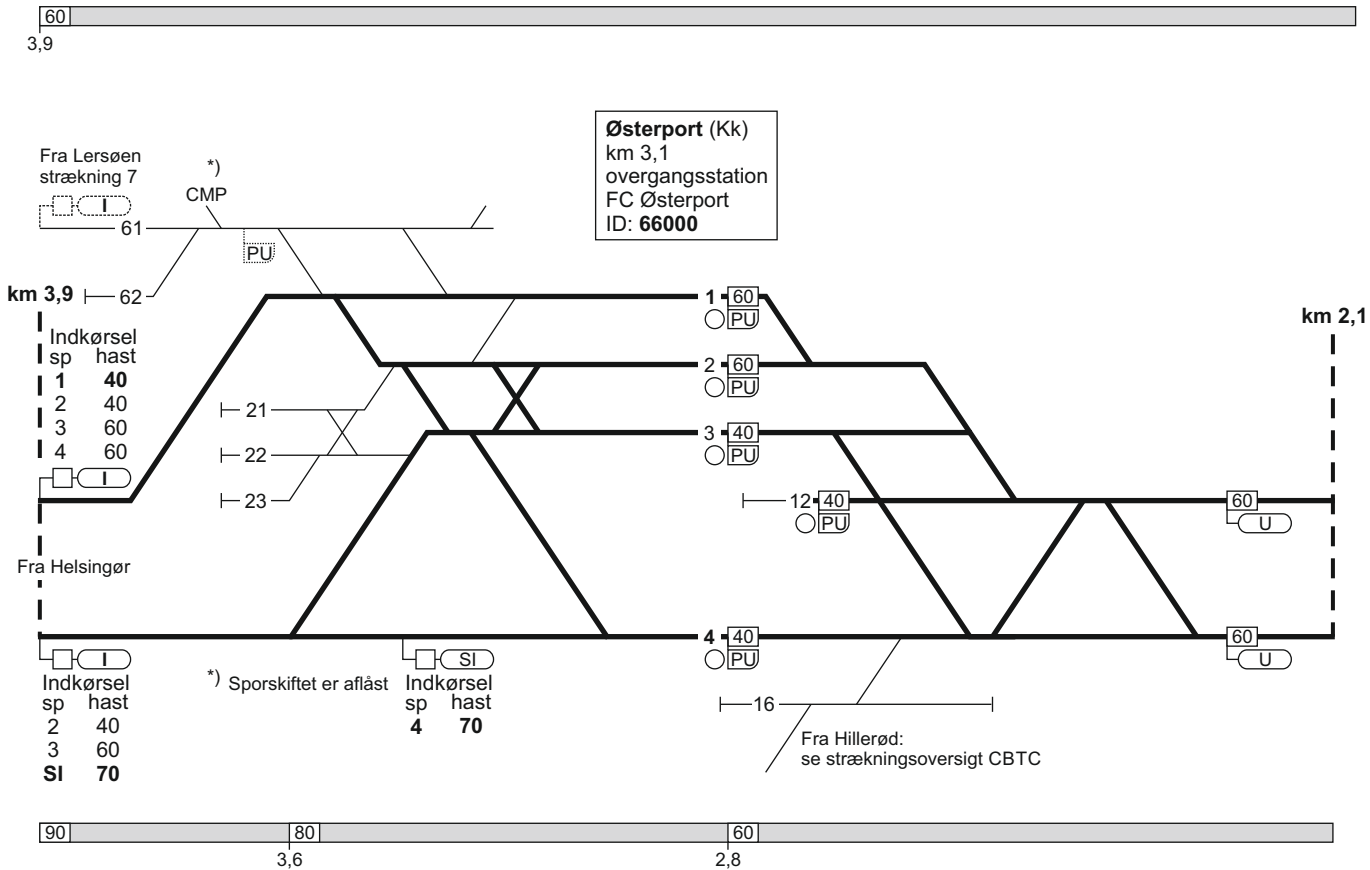 60
3,9
Østerport (Kk)
km 3,1
overgangsstation
FC Østerport
ID: 66000
Fra Lersøen
strækning 7
I
*)
CMP
61
PU
62
km 3,9
km 2,1
1 60
PU
Indkørsel
sp hast
1 40
2 40
3 60
4 60
I
2 60
PU
21
3 40
PU
22
23
12 40
PU
60
U
Fra Helsingør
4 40
PU
60
U
I
Indkørsel
sp hast
2 40
3 60
SI 70
*) Sporskiftet er aflåst
SI
Indkørsel
sp hast
4 70
16
Fra Hillerød:
se strækningsoversigt CBTC
90 80 60
3,6 2,8